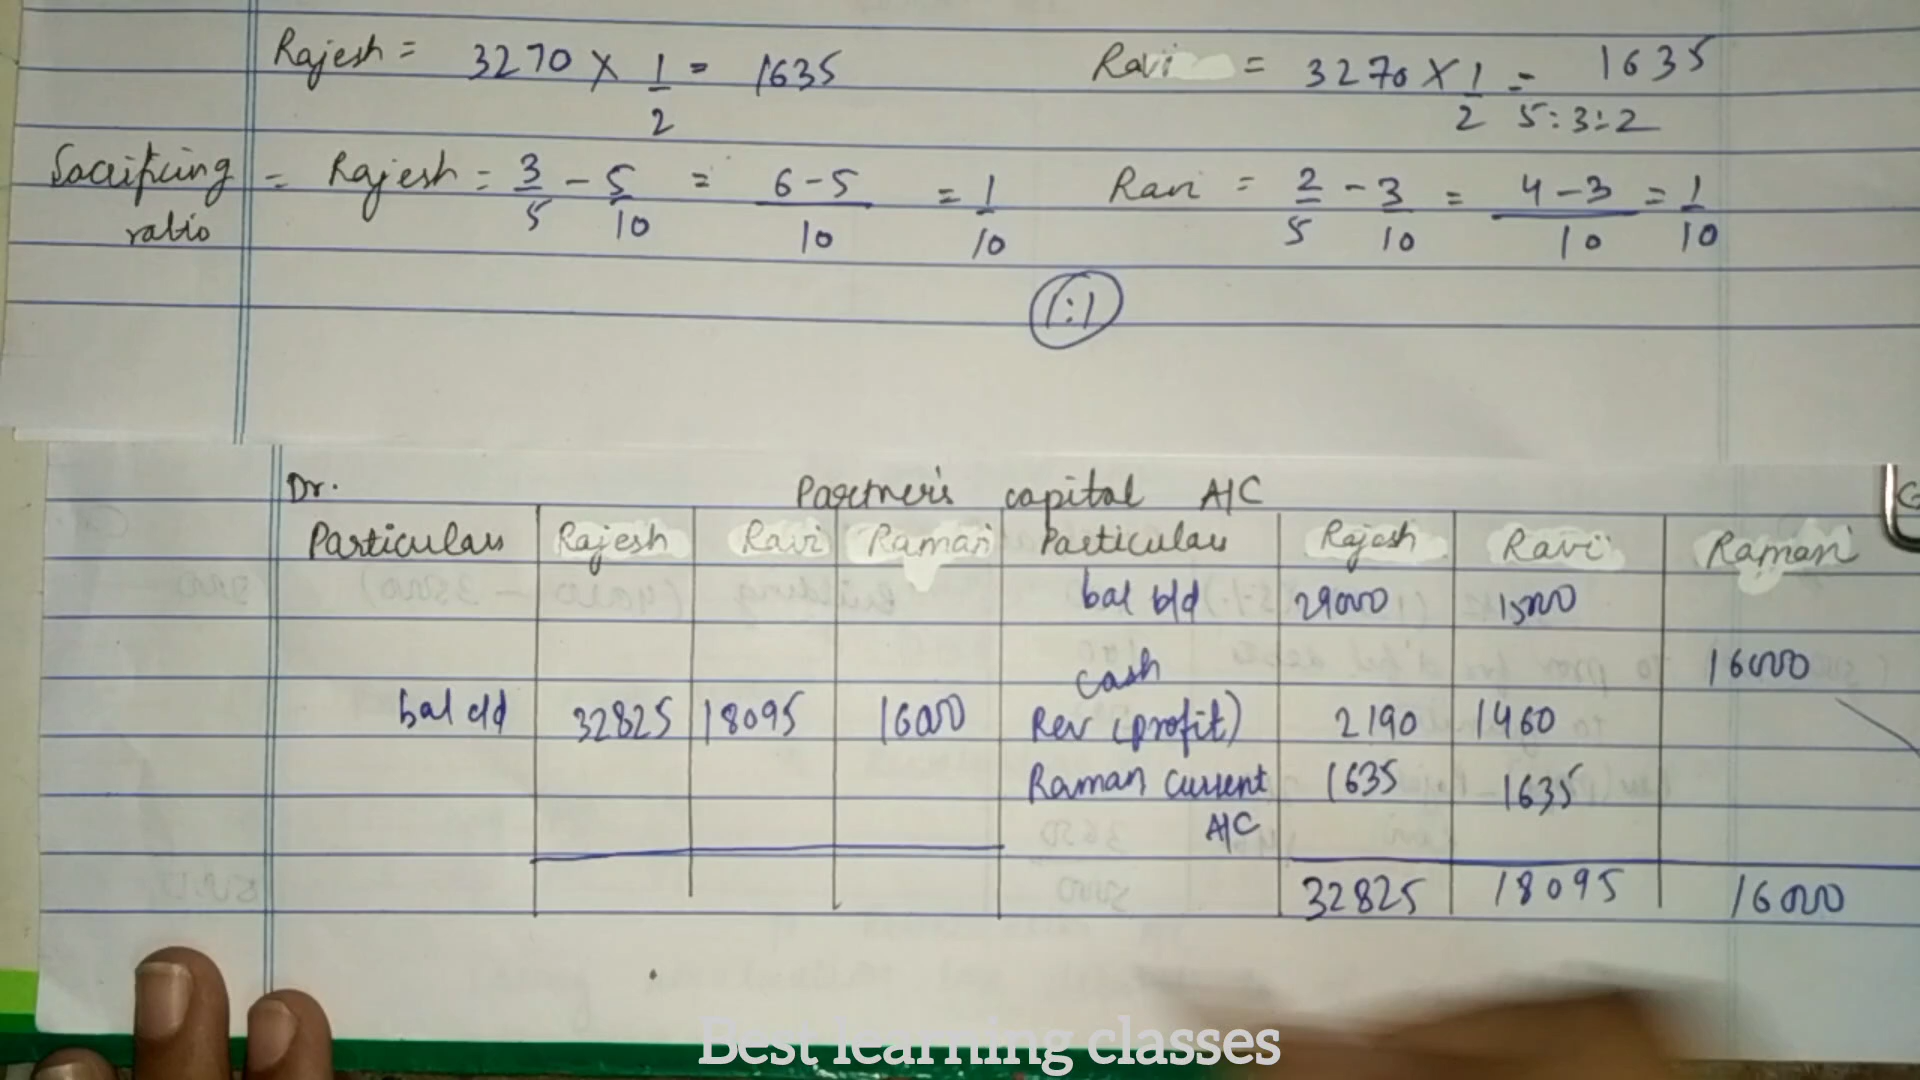 Rajesh = 3270 X 1/2 = 1635 Ravi = 3270 X 1/2 = 1635
5:3:2
Sacrificing ratio = Rajesh = 3/5 - 5/10 = 6-5/10 = 1/10 Ravi = 2/5 - 3/10 = 4-3/10 = 1/10
1:1
Dr. Partner's capital A/C
Particulars Rajesh Ravi Raman Particulars Rajesh Ravi Raman
bal b/d 29000 15000
cash 16000
bal c/d 32825 18095 16000 Rev (profit) 2190 1460
Raman current A/C 1635 1635
32825 18095 16000
Best learning classes